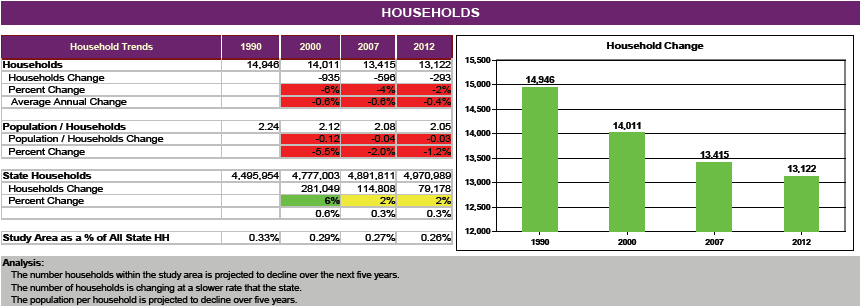 HOUSEHOLDS
Household Trends 1990 2000 2007 2012
Households 14,946 14,011 13,415 13,122
Households Change -935 -596 -293
Percent Change -6% -4% -2%
Average Annual Change -0.6% -0.6% -0.4%
Population / Households 2.24 2.12 2.08 2.05
Population / Households Change -0.12 -0.04 -0.03
Percent Change -5.5% -2.0% -1.2%
State Households 4,495,954 4,777,003 4,891,811 4,970,989
Households Change 281,049 114,808 79,178
Percent Change 6% 2% 2%
0.6% 0.3% 0.3%
Study Area as a % of All State HH 0.33% 0.29% 0.27% 0.26%
Household Change
15,500
15,000
14,500
14,000
13,500
13,000
12,500
12,000
14,946
14,011
13,415
13,122
1990 2000 2007 2012
Analysis:
The number households within the study area is projected to decline over the next five years.
The number of households is changing at a slower rate that the state.
The population per household is projected to decline over five years.